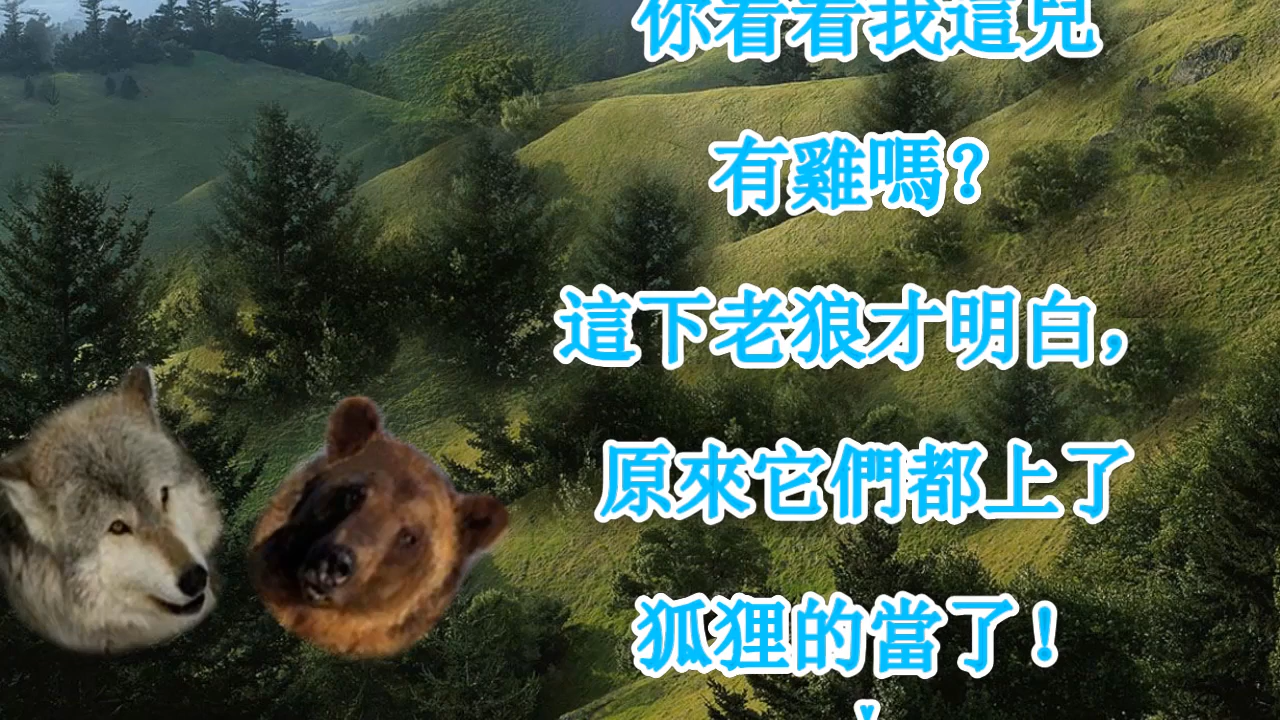 你看看我這兒
有雞嗎？
這下老狼才明白，
原來它們都上了
狐狸的當了！